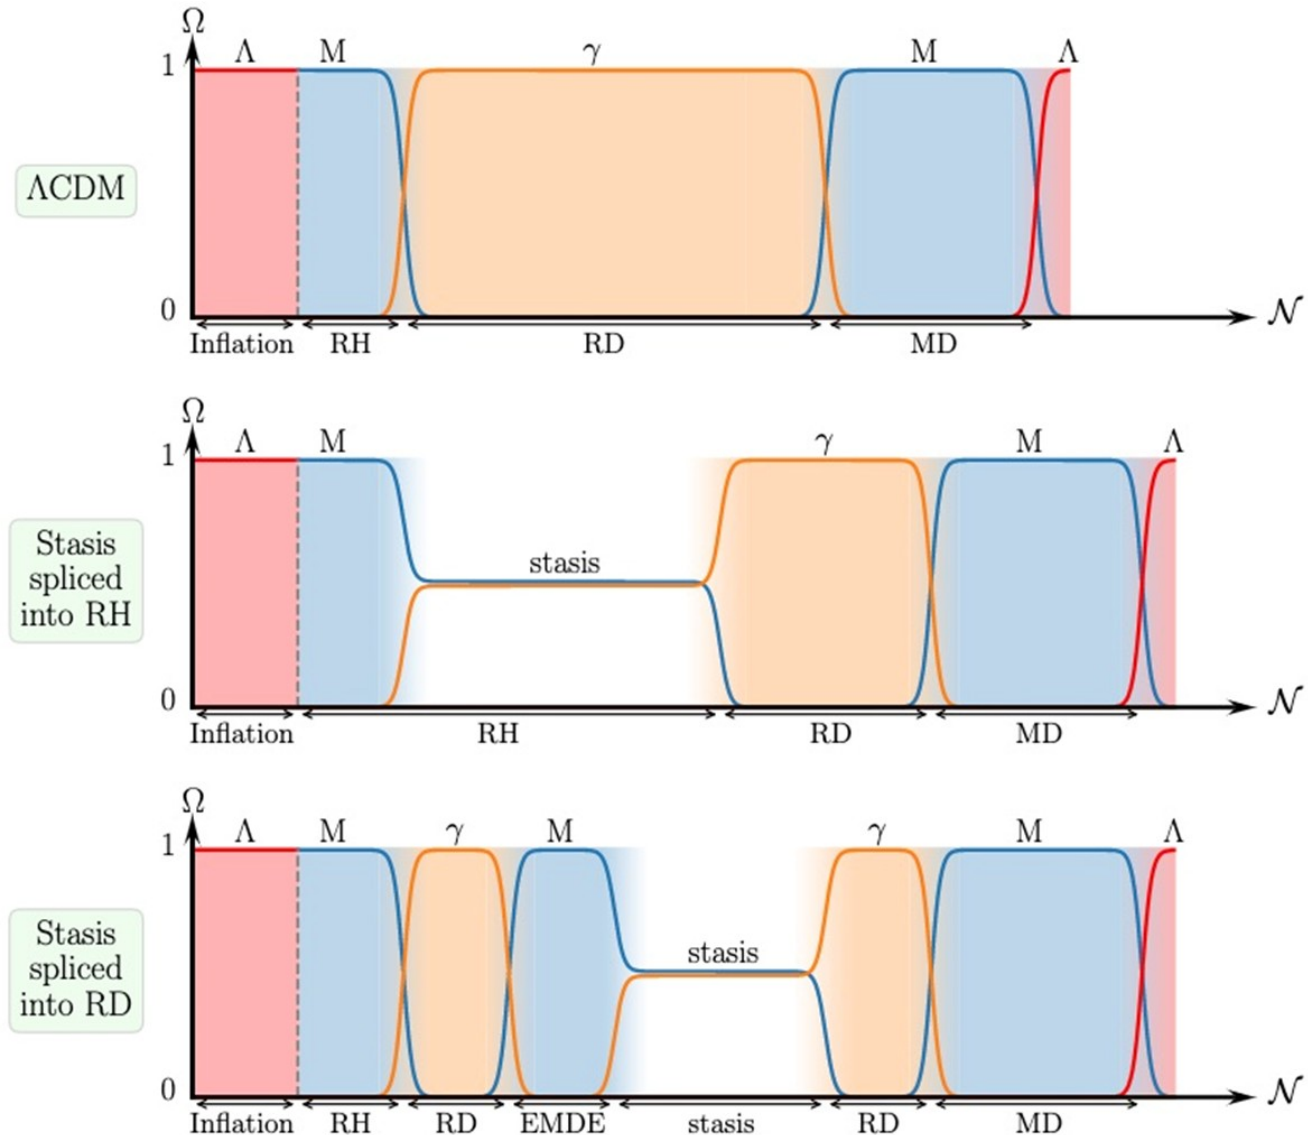 Ω
Λ M γ M Λ
1
ΛCDM
0
𝒩
Inflation RH RD MD
Ω
Λ M γ M Λ
1
Stasis
spliced
into RH
stasis
0
𝒩
Inflation RH RD MD
Ω
Λ M γ M γ M Λ
1
Stasis
spliced
into RD
stasis
0
𝒩
Inflation RH RD EMDE stasis RD MD